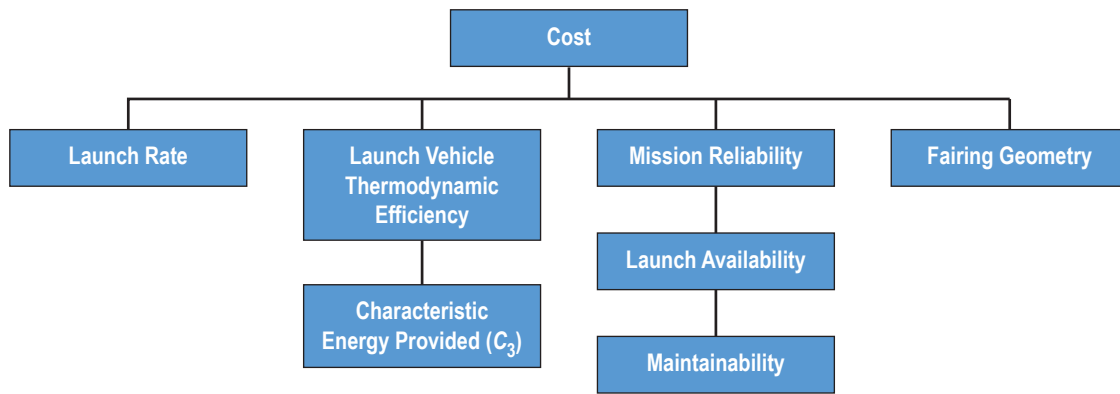 Cost
Launch Rate
Launch Vehicle
Thermodynamic
Efficiency
Mission Reliability
Fairing Geometry
Launch Availability
Characteristic
Energy Provided (C₃)
Maintainability